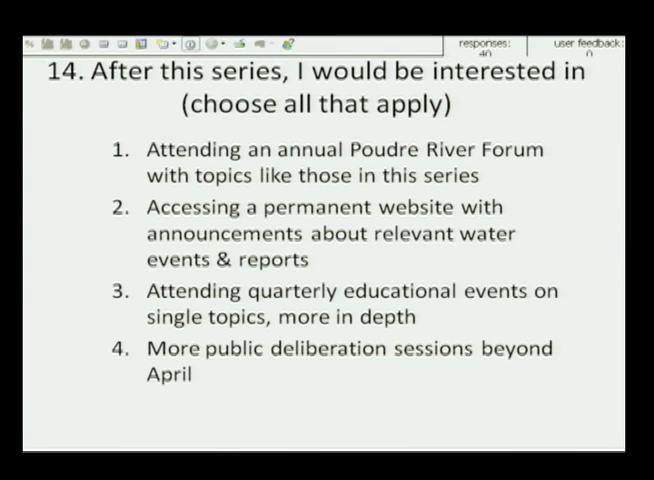 responses:
user feedback:
40
0
14. After this series, I would be interested in
(choose all that apply)
1. Attending an annual Poudre River Forum
with topics like those in this series
2. Accessing a permanent website with
announcements about relevant water
events & reports
3. Attending quarterly educational events on
single topics, more in depth
4. More public deliberation sessions beyond
April